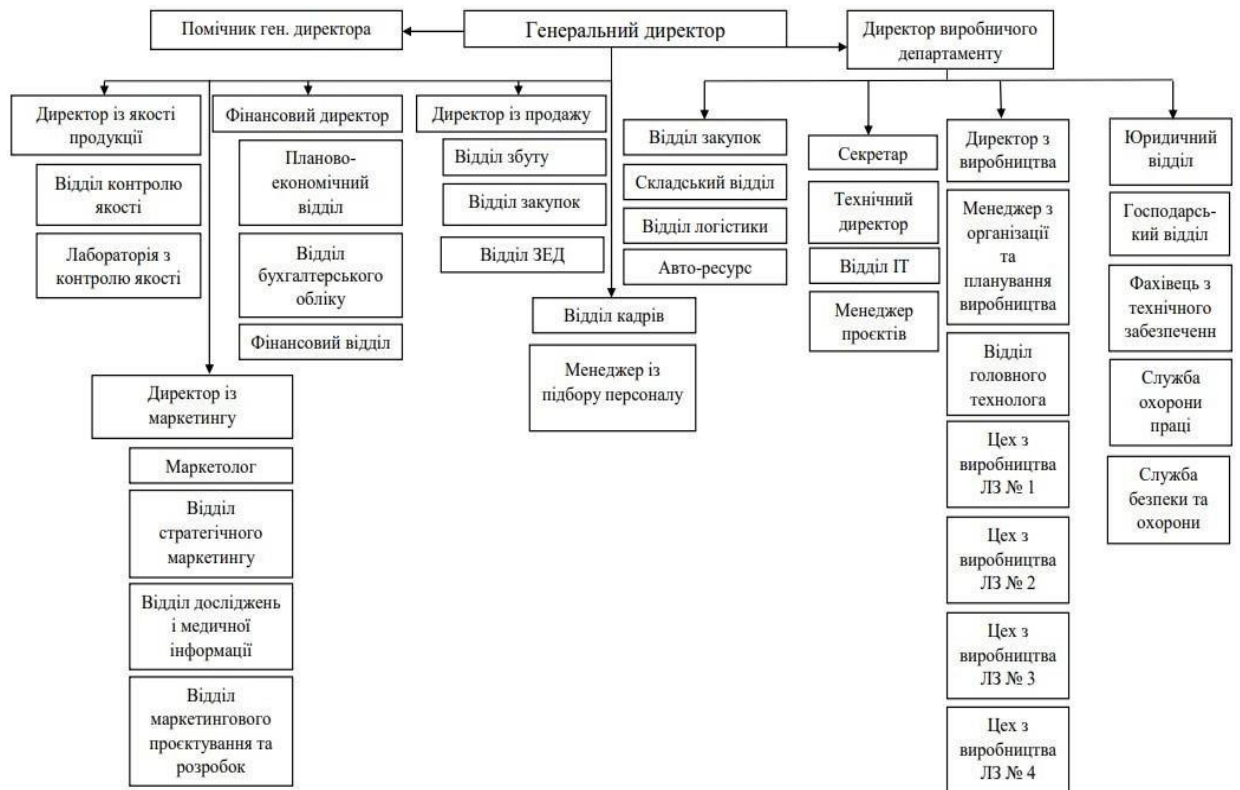 Помічник ген. директора
Генеральний директор
Директор виробничого
департаменту
Директор із якості
продукції
Відділ контролю
якості
Лабораторія з
контролю якості
Фінансовий директор
Планово-
економічний
відділ
Відділ
бухгалтерського
обліку
Фінансовий відділ
Директор із продажу
Відділ збуту
Відділ закупок
Відділ ЗЕД
Відділ кадрів
Менеджер із
підбору персоналу
Директор із
маркетингу
Маркетолог
Відділ
стратегічного
маркетингу
Відділ досліджень
і медичної
інформації
Відділ
маркетингового
проєктування та
розробок
Відділ закупок
Складський відділ
Відділ логістики
Авто-ресурс
Секретар
Технічний
директор
Відділ ІТ
Менеджер
проєктів
Директор з
виробництва
Менеджер з
організації
та
планування
виробництва
Відділ
головного
технолога
Цех з
виробництва
ЛЗ № 1
Цех з
виробництва
ЛЗ № 2
Цех з
виробництва
ЛЗ № 3
Цех з
виробництва
ЛЗ № 4
Юридичний
відділ
Господарсь-
кий відділ
Фахівець з
технічного
забезпеченн
Служба
охорони
праці
Служба
безпеки та
охорони